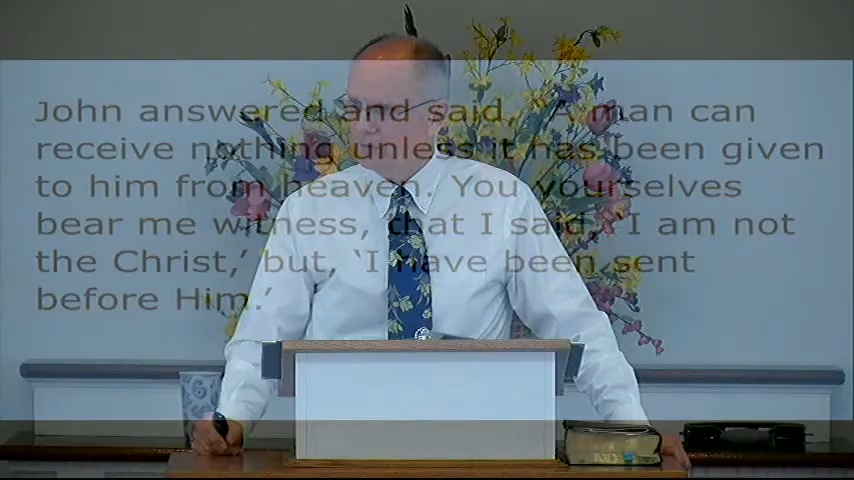 John answered and said, “A man can
receive nothing unless it has been given
to him from heaven. You yourselves
bear me witness, that I said, ‘I am not
the Christ,’ but, ‘I have been sent
before Him.’